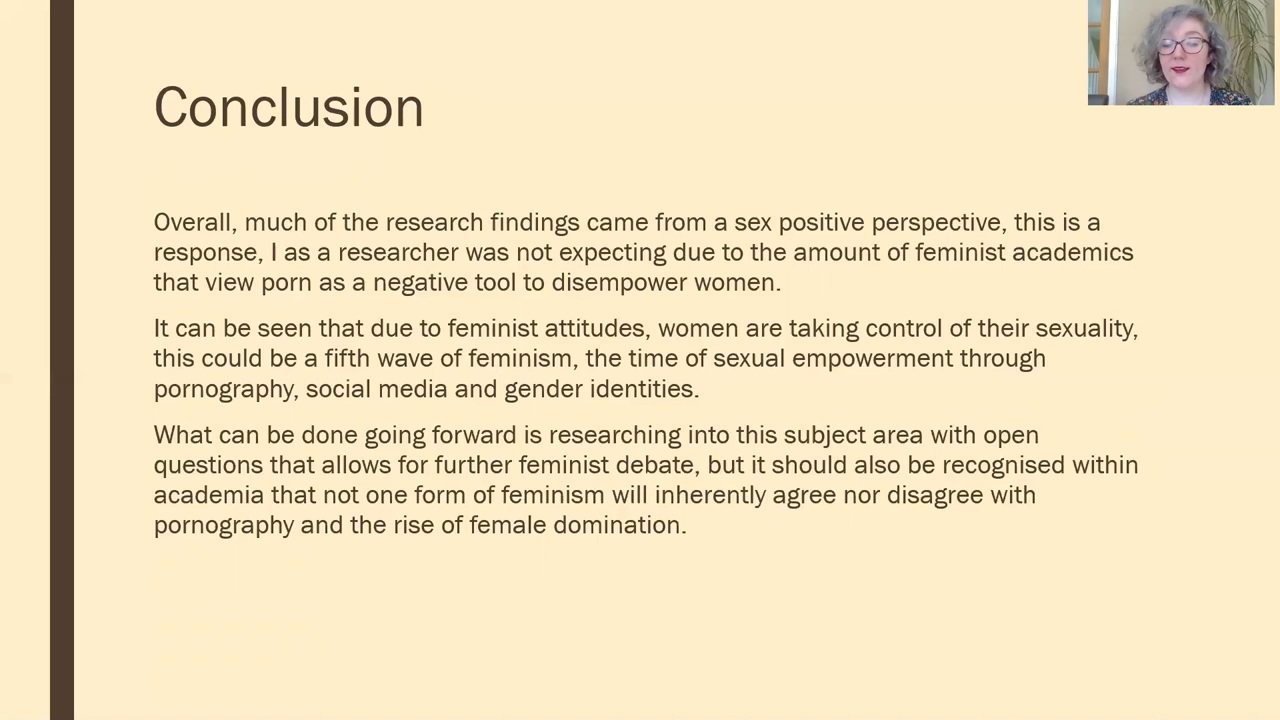 Conclusion
Overall, much of the research findings came from a sex positive perspective, this is a
response, I as a researcher was not expecting due to the amount of feminist academics
that view porn as a negative tool to disempower women.
It can be seen that due to feminist attitudes, women are taking control of their sexuality,
this could be a fifth wave of feminism, the time of sexual empowerment through
pornography, social media and gender identities.
What can be done going forward is researching into this subject area with open
questions that allows for further feminist debate, but it should also be recognised within
academia that not one form of feminism will inherently agree nor disagree with
pornography and the rise of female domination.